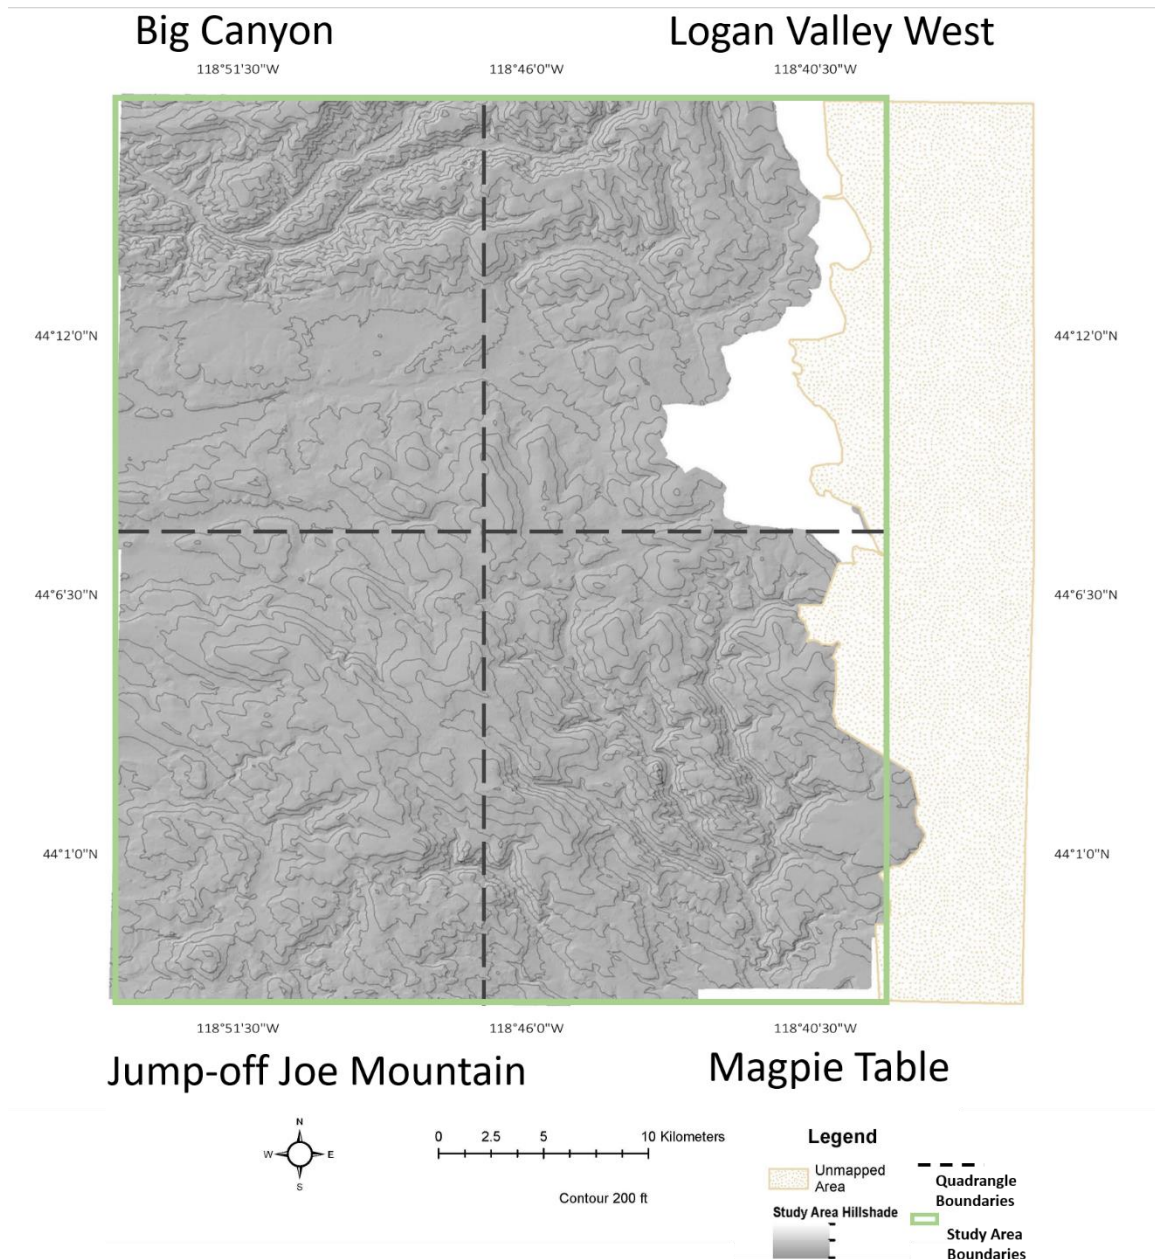 Big Canyon
Logan Valley West
118°51'30"W
118°46'0"W
118°40'30"W
44°12'0"N
44°12'0"N
44°6'30"N
44°6'30"N
44°1'0"N
44°1'0"N
118°51'30"W
118°46'0"W
118°40'30"W
Jump-off Joe Mountain
Magpie Table
N
W
E
S
0 2.5 5 10 Kilometers
Contour 200 ft
Legend
Unmapped
Area
Quadrangle
Boundaries
Study Area Hillshade
Study Area
Boundaries